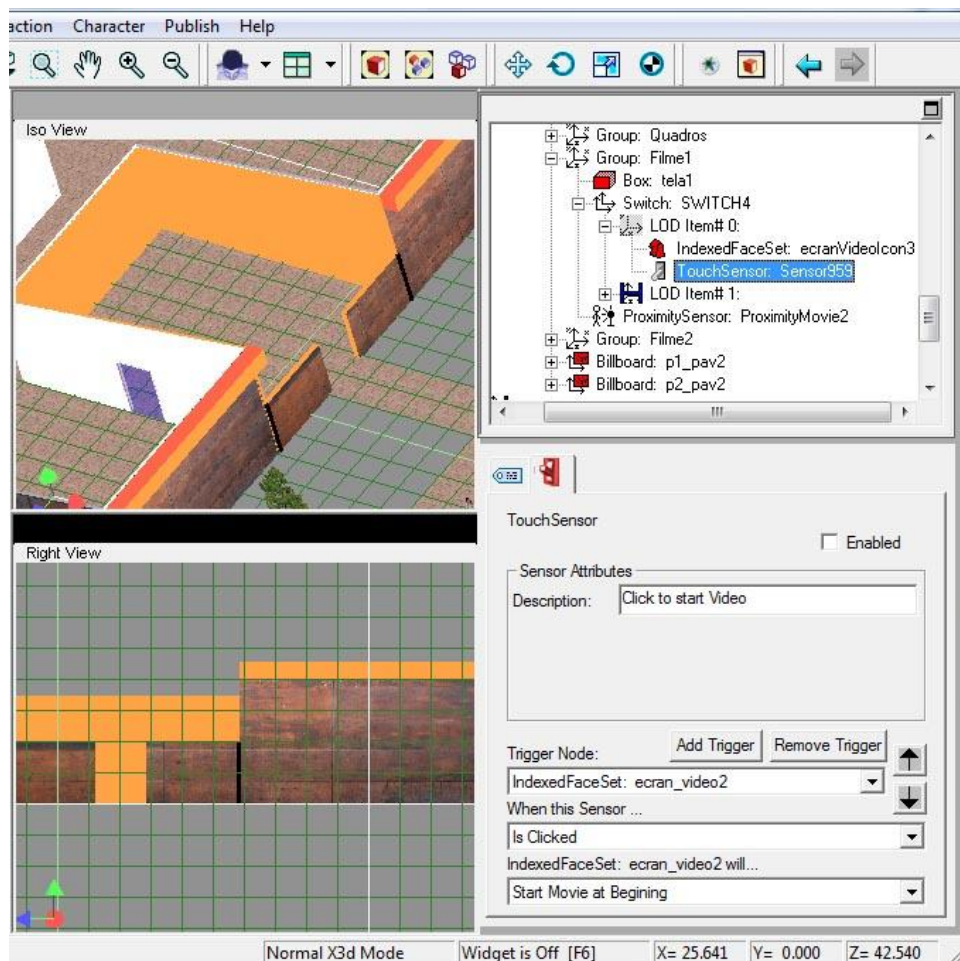 action Character Publish Help
Iso View
Group: Quadros
Group: Filme1
Box: tela1
Switch: SWITCH4
LOD Item# 0:
IndexedFaceSet: ecranVideoIcon3
TouchSensor: Sensor959
LOD Item# 1:
ProximitySensor: ProximityMovie2
Group: Filme2
Billboard: p1_pav2
Billboard: p2_pav2
TouchSensor
Enabled
Sensor Attributes
Description: Click to start Video
Right View
Trigger Node: Add Trigger Remove Trigger
IndexedFaceSet: ecran_video2
When this Sensor ...
Is Clicked
IndexedFaceSet: ecran_video2 will...
Start Movie at Begining
Normal X3d Mode Widget is Off [F6] X= 25.641 Y= 0.000 Z= 42.540